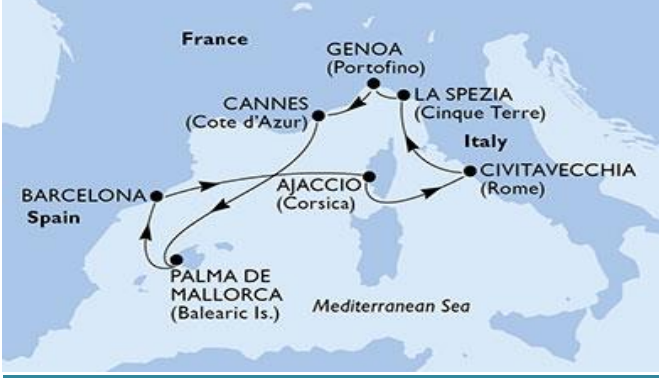 France
GENOA
(Portofino)
CANNES
(Cote d'Azur)
LA SPEZIA
(Cinque Terre)
Italy
CIVITAVECCHIA
(Rome)
AJACCIO
(Corsica)
BARCELONA
Spain
PALMA DE
MALLORCA
(Balearic Is.)
Mediterranean Sea